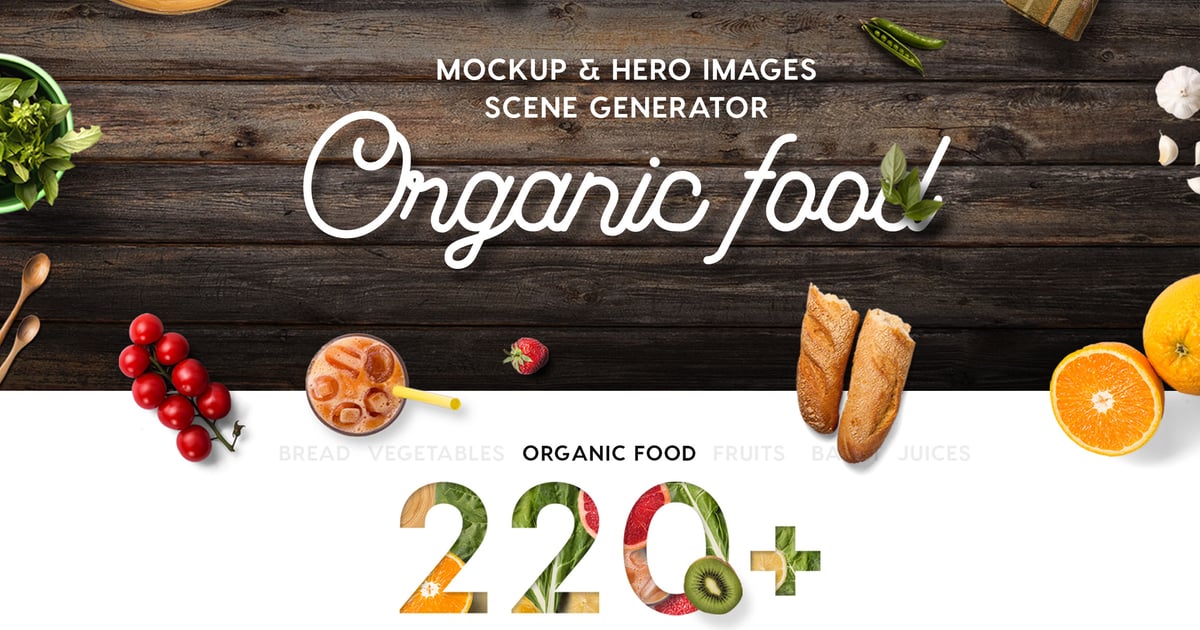 MOCKUP & HERO IMAGES
SCENE GENERATOR
Organic food
BREAD VEGETABLES ORGANIC FOOD FRUITS JUICES
220+